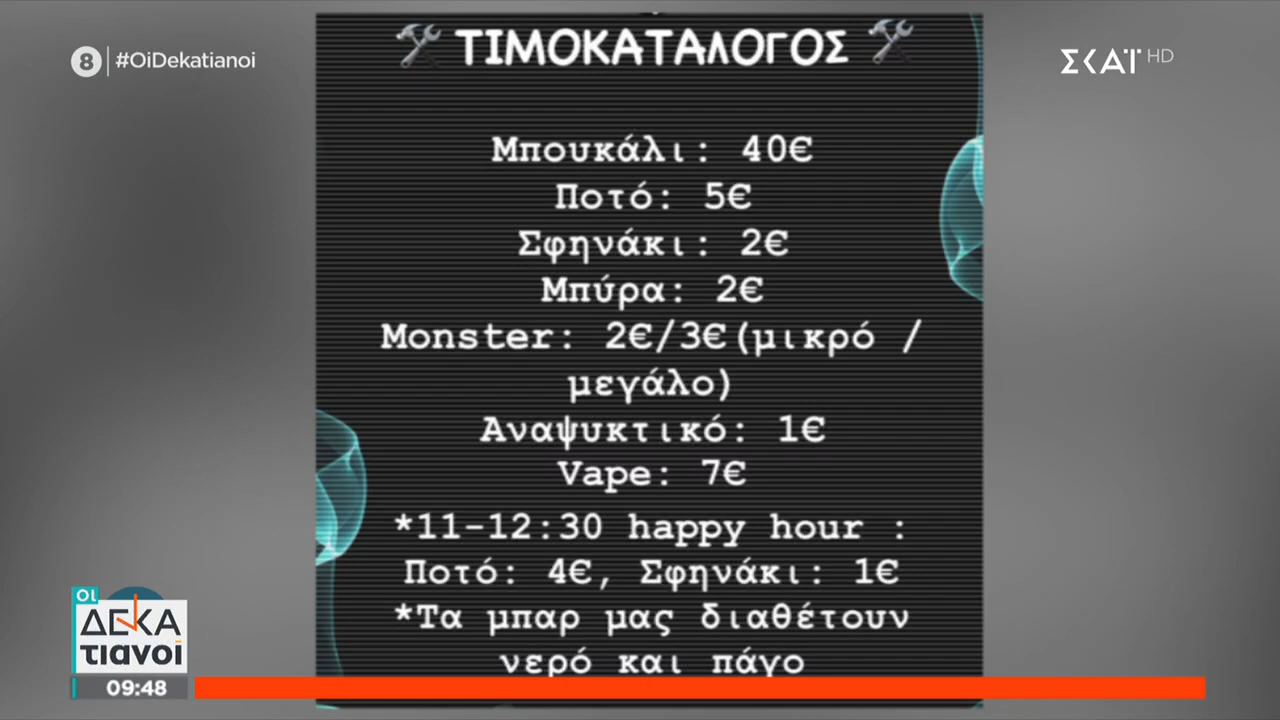 8 #OiDekatianoi
ΣΚΑΪ HD
ΤΙΜΟΚΑΤΑΛΟΓΟΣ
Μπουκάλι: 40€
Ποτό: 5€
Σφηνάκι: 2€
Μπύρα: 2€
Monster: 2€/3€(μικρό /
μεγάλο)
Αναψυκτικό: 1€
Vape: 7€
*11-12:30 happy hour :
Ποτό: 4€, Σφηνάκι: 1€
*Τα μπαρ μας διαθέτουν
νερό και πάγο
οι
ΔΕΚΑ
τιανοί
09:48